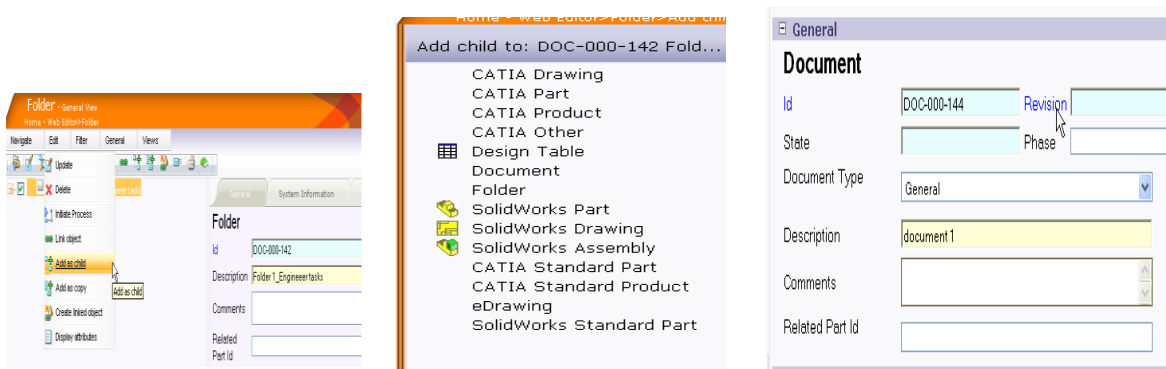 Folder - General View
Home - Web Editor>Folder
Navigate Edit Filter General Views
Update
Delete
Initiate Process
Link object
Add as child
Add as child
Add as copy
Create linked object
Display attributes
General System Information
Folder
Id DOC-000-142
Description Folder 1_Engineeer tasks
Comments
Related
Part Id
Home - Web Editor>Folder>Add chil
Add child to: DOC-000-142 Fold...
CATIA Drawing
CATIA Part
CATIA Product
CATIA Other
Design Table
Document
Folder
SolidWorks Part
SolidWorks Drawing
SolidWorks Assembly
CATIA Standard Part
CATIA Standard Product
eDrawing
SolidWorks Standard Part
General
Document
Id DOC-000-144 Revision
State Phase
Document Type General
Description document 1
Comments
Related Part Id